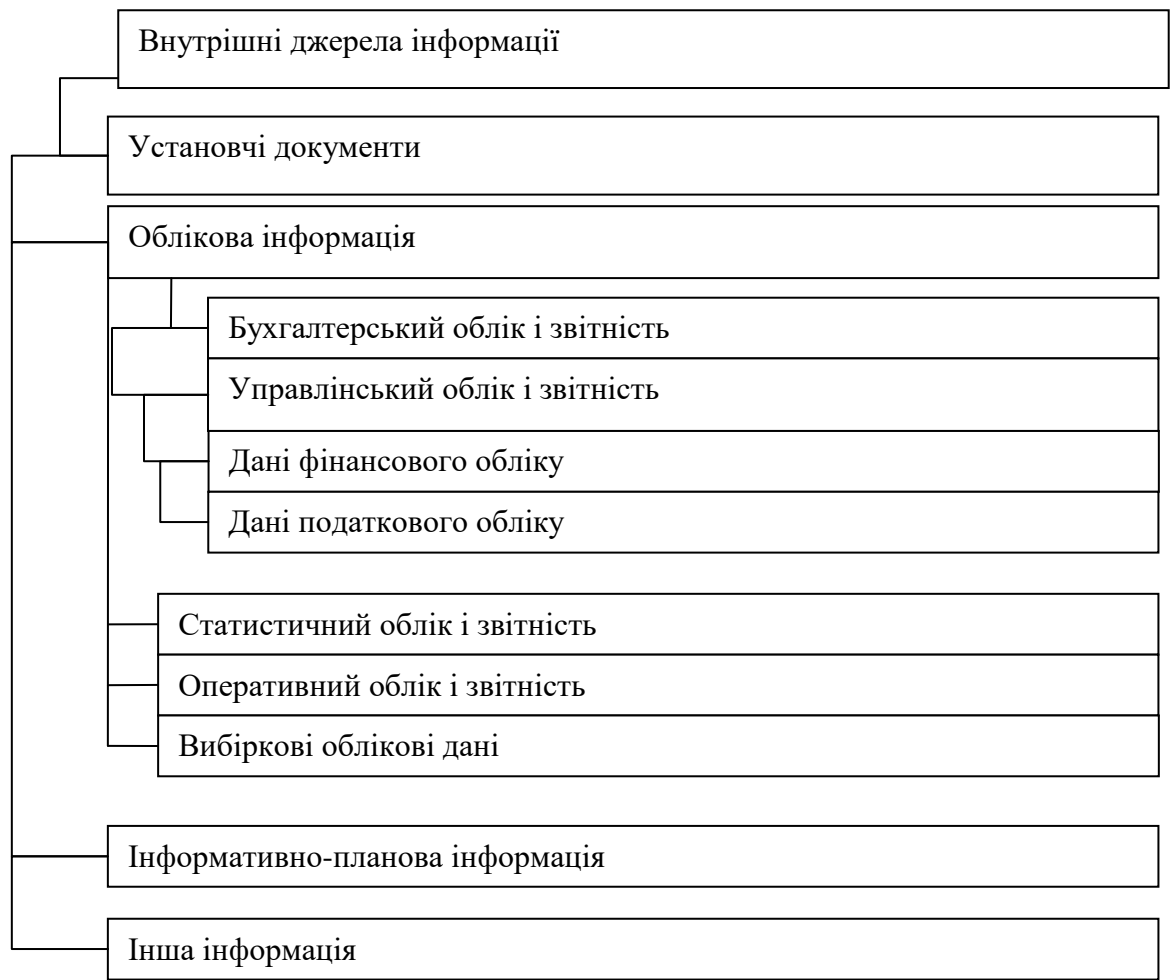 Внутрішні джерела інформації
Установчі документи
Облікова інформація
Бухгалтерський облік і звітність
Управлінський облік і звітність
Дані фінансового обліку
Дані податкового обліку
Статистичний облік і звітність
Оперативний облік і звітність
Вибіркові облікові дані
Інформативно-планова інформація
Інша інформація